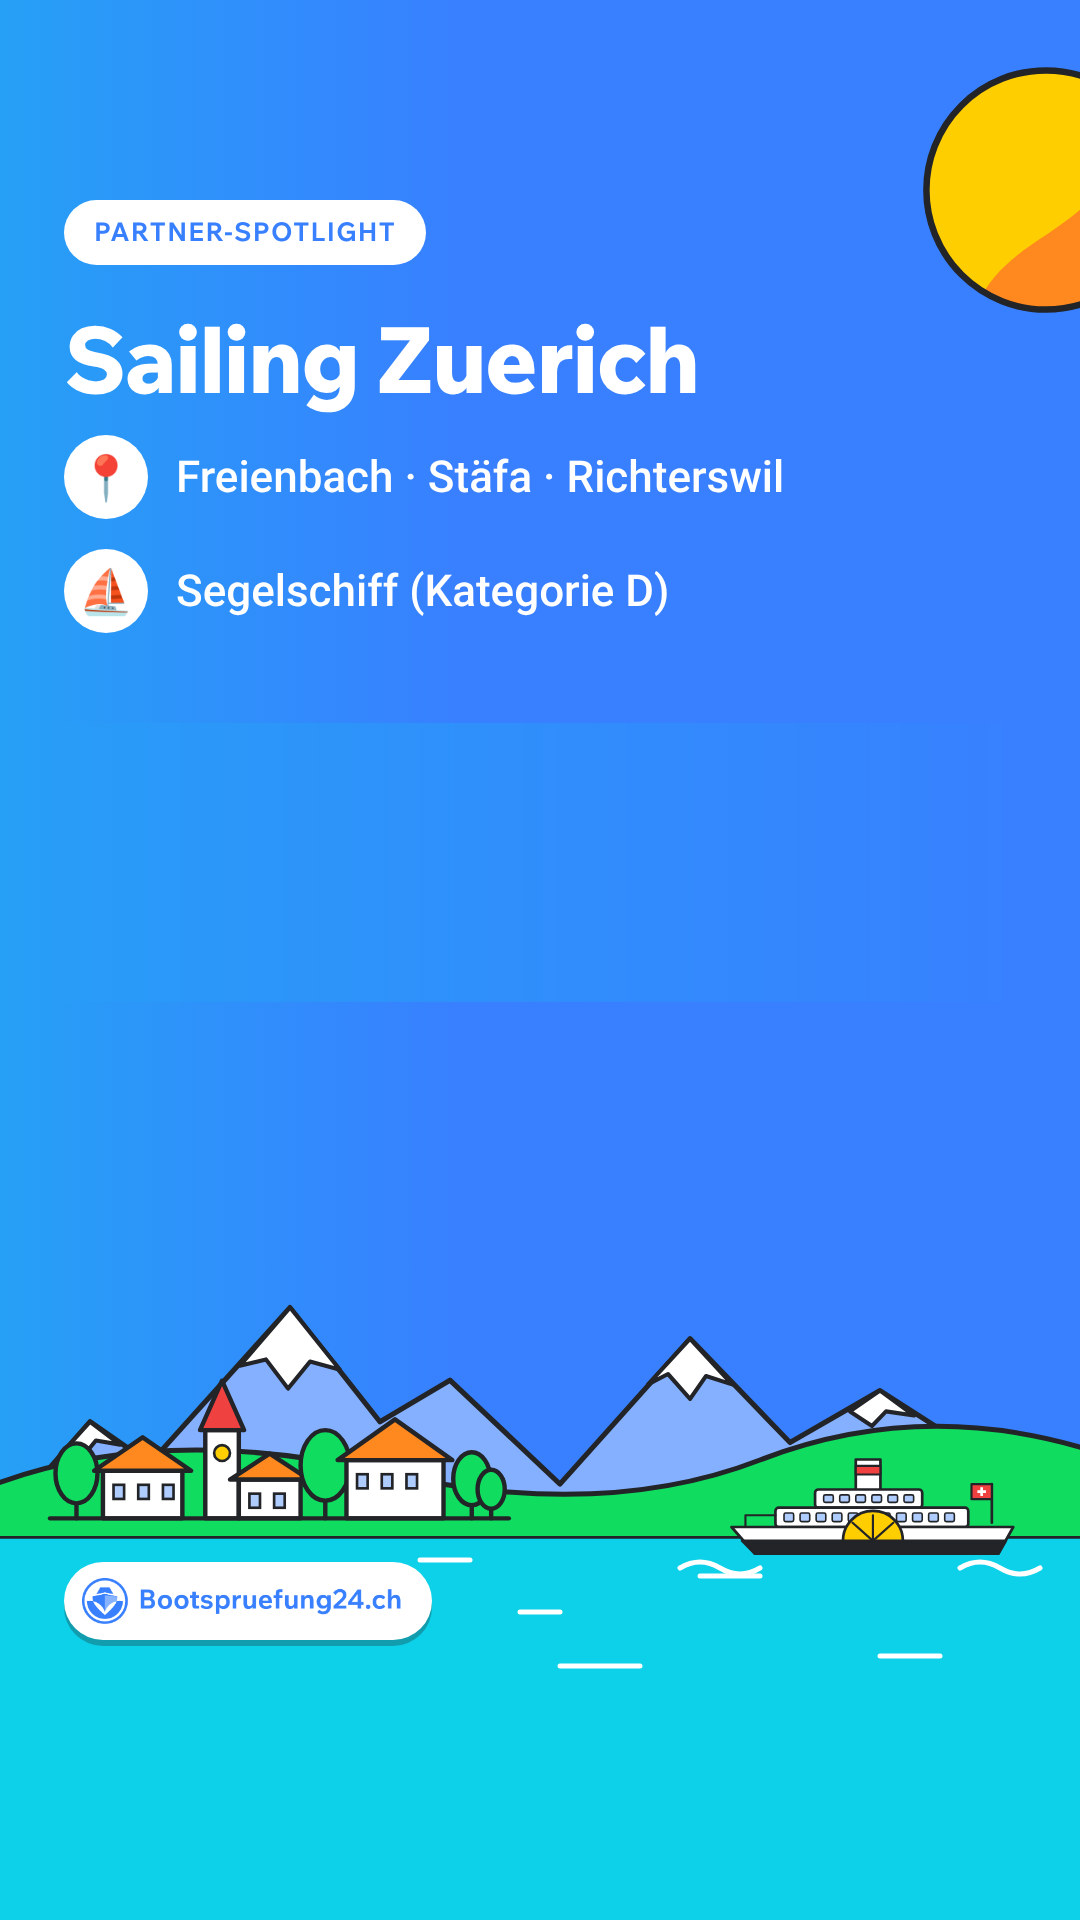 PARTNER-SPOTLIGHT
Sailing Zuerich
Freienbach · Stäfa · Richterswil
Segelschiff (Kategorie D)
Bootspruefung24.ch